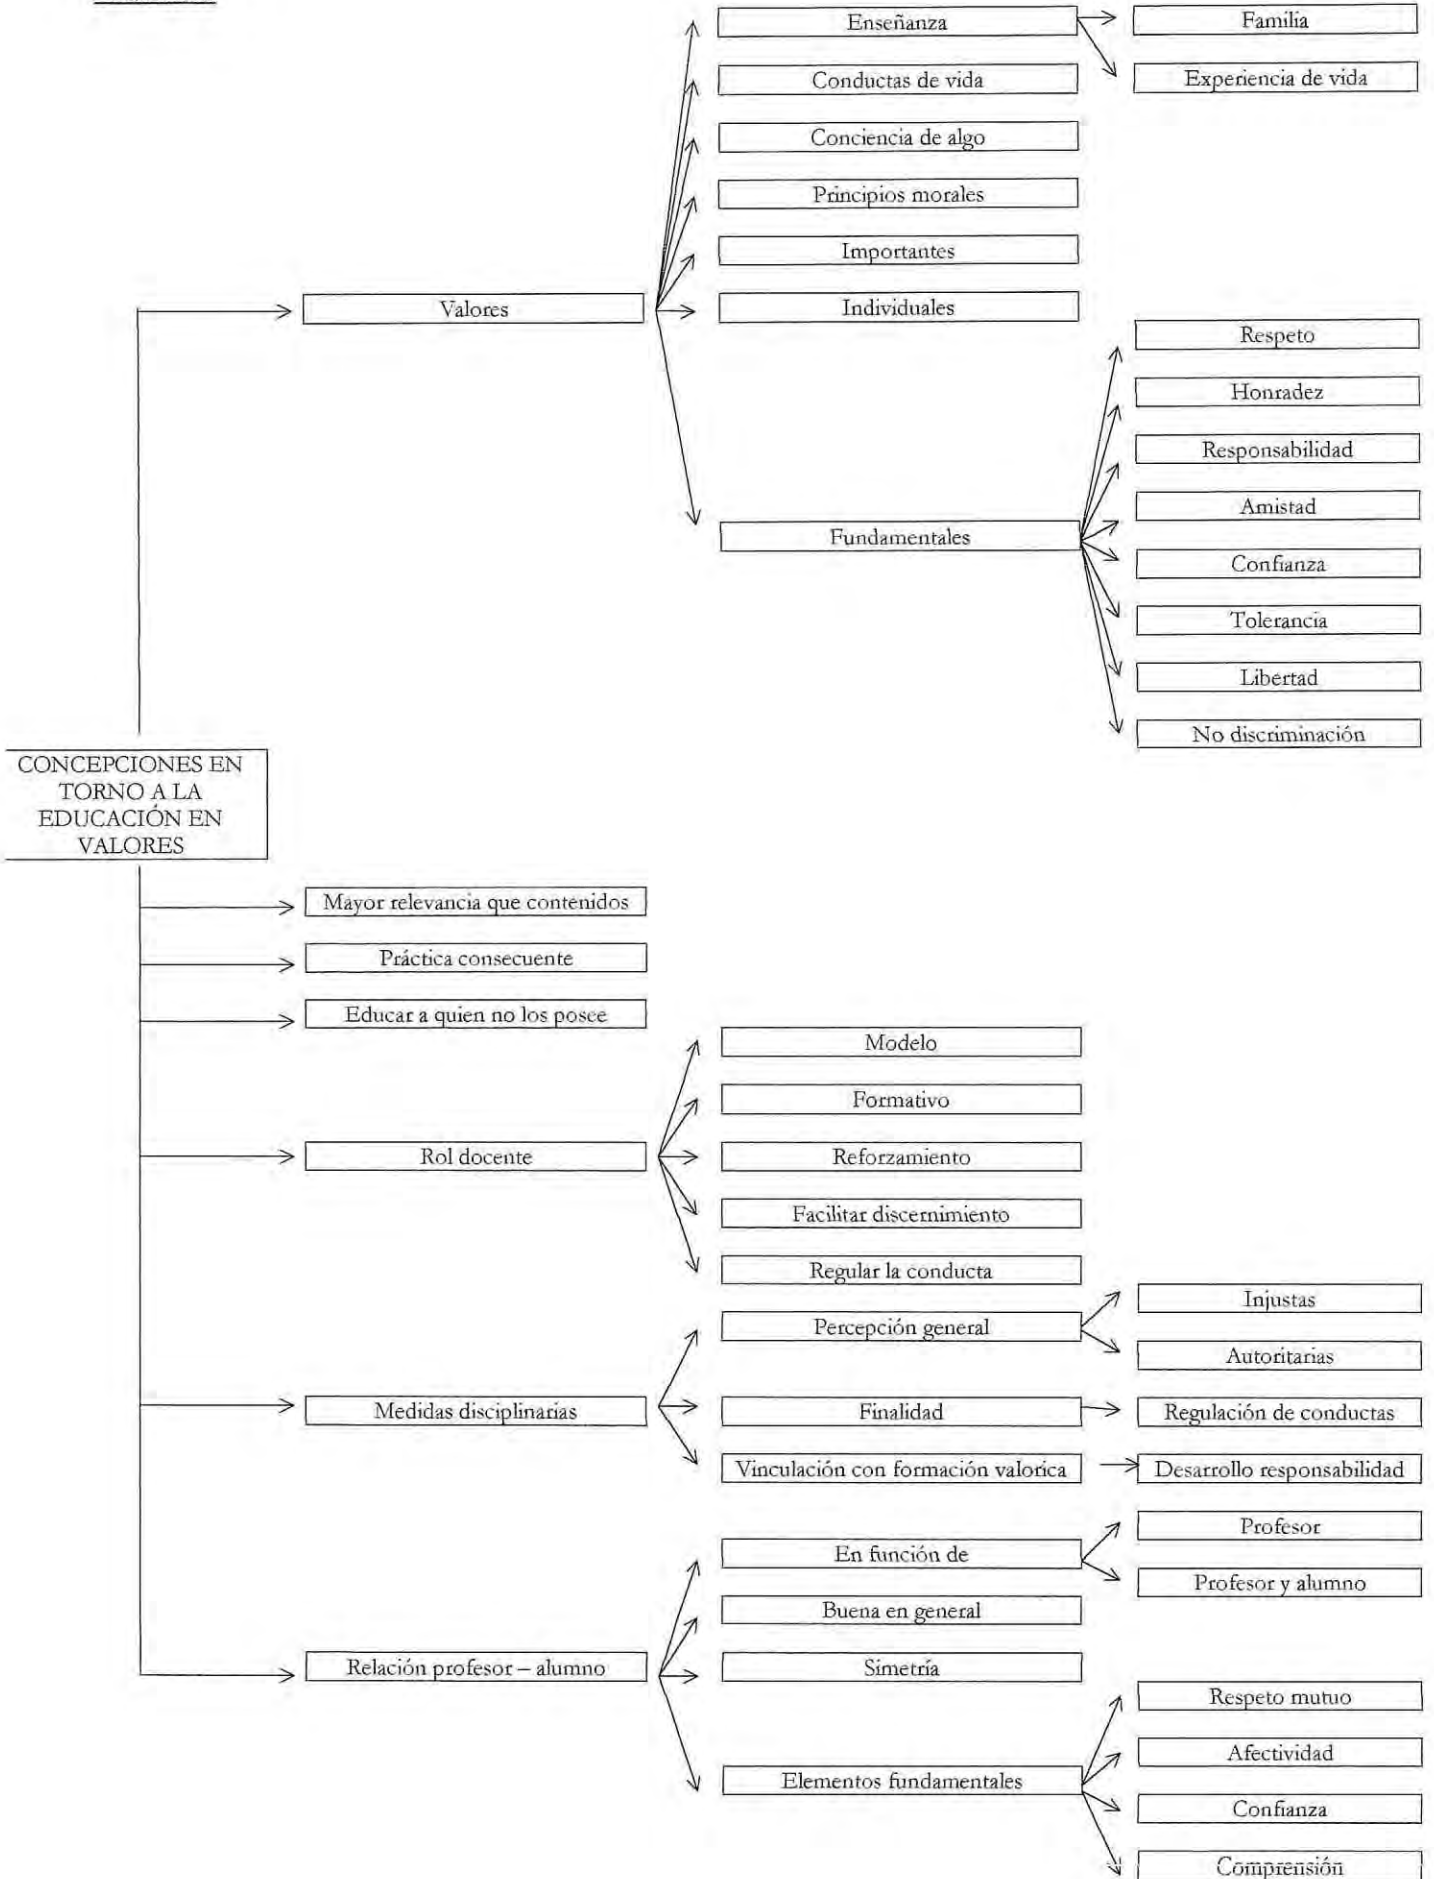 Enseñanza
Familia
Conductas de vida
Experiencia de vida
Conciencia de algo
Principios morales
Importantes
Valores
Individuales
Respeto
Honradez
Responsabilidad
Amistad
Fundamentales
Confianza
Tolerancia
Libertad
No discriminación
CONCEPCIONES EN
TORNO A LA
EDUCACIÓN EN
VALORES
Mayor relevancia que contenidos
Práctica consecuente
Educar a quien no los posee
Modelo
Formativo
Rol docente
Reforzamiento
Facilitar discernimiento
Regular la conducta
Injustas
Percepción general
Autoritarias
Medidas disciplinarias
Finalidad
Regulación de conductas
Vinculación con formación valorica
Desarrollo responsabilidad
Profesor
En función de
Profesor y alumno
Buena en general
Relación profesor – alumno
Simetría
Respeto mutuo
Afectividad
Elementos fundamentales
Confianza
Comprensión